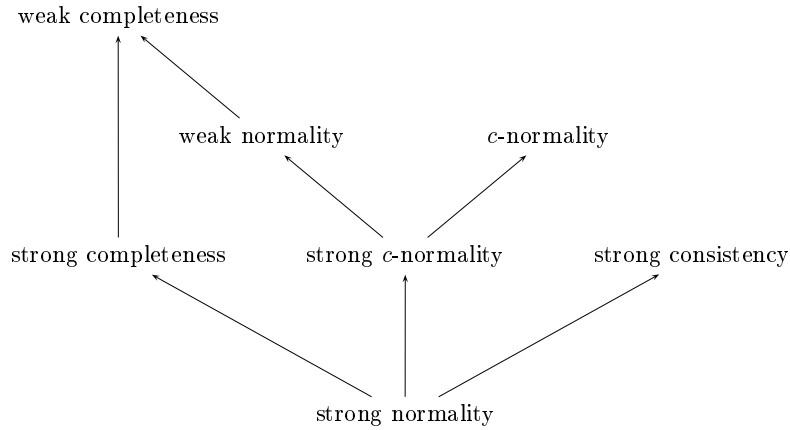 weak completeness
weak normality
c-normality
strong completeness
strong c-normality
strong consistency
strong normality